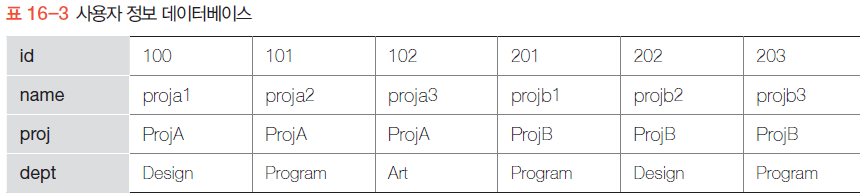 표 16-3 사용자 정보 데이터베이스
id 100 101 102 201 202 203
name proja1 proja2 proja3 projb1 projb2 projb3
proj ProjA ProjA ProjA ProjB ProjB ProjB
dept Design Program Art Program Design Program